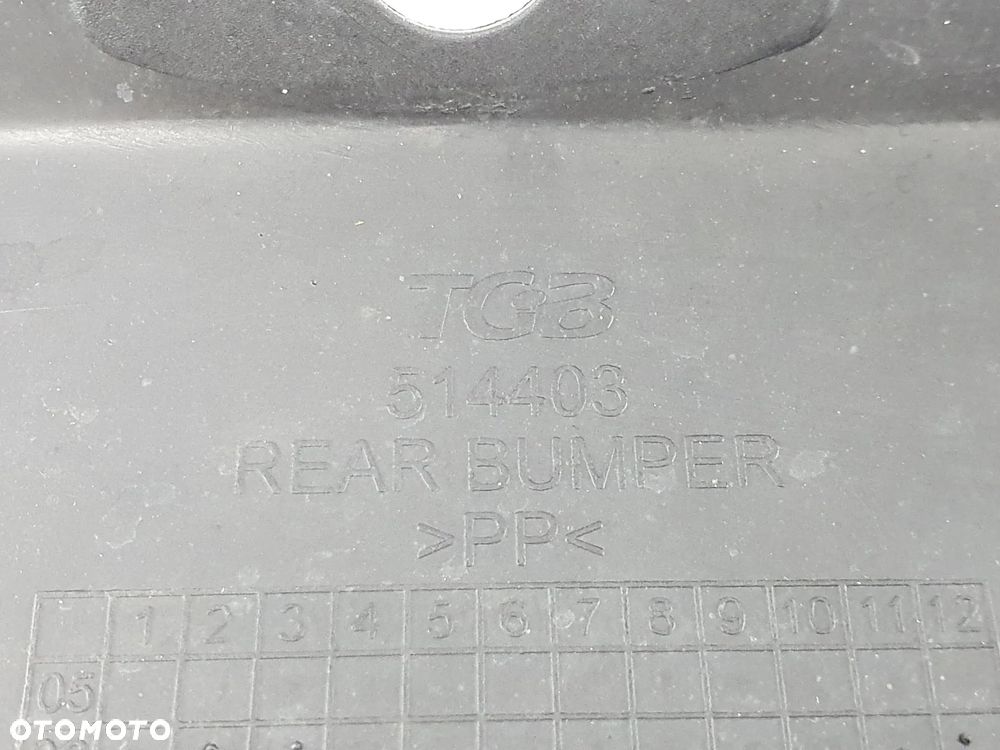 TGB
514403
REAR BUMPER
>PP<
1 2 3 4 5 6 7 8 9 10 11 12
05
OTOMOTO